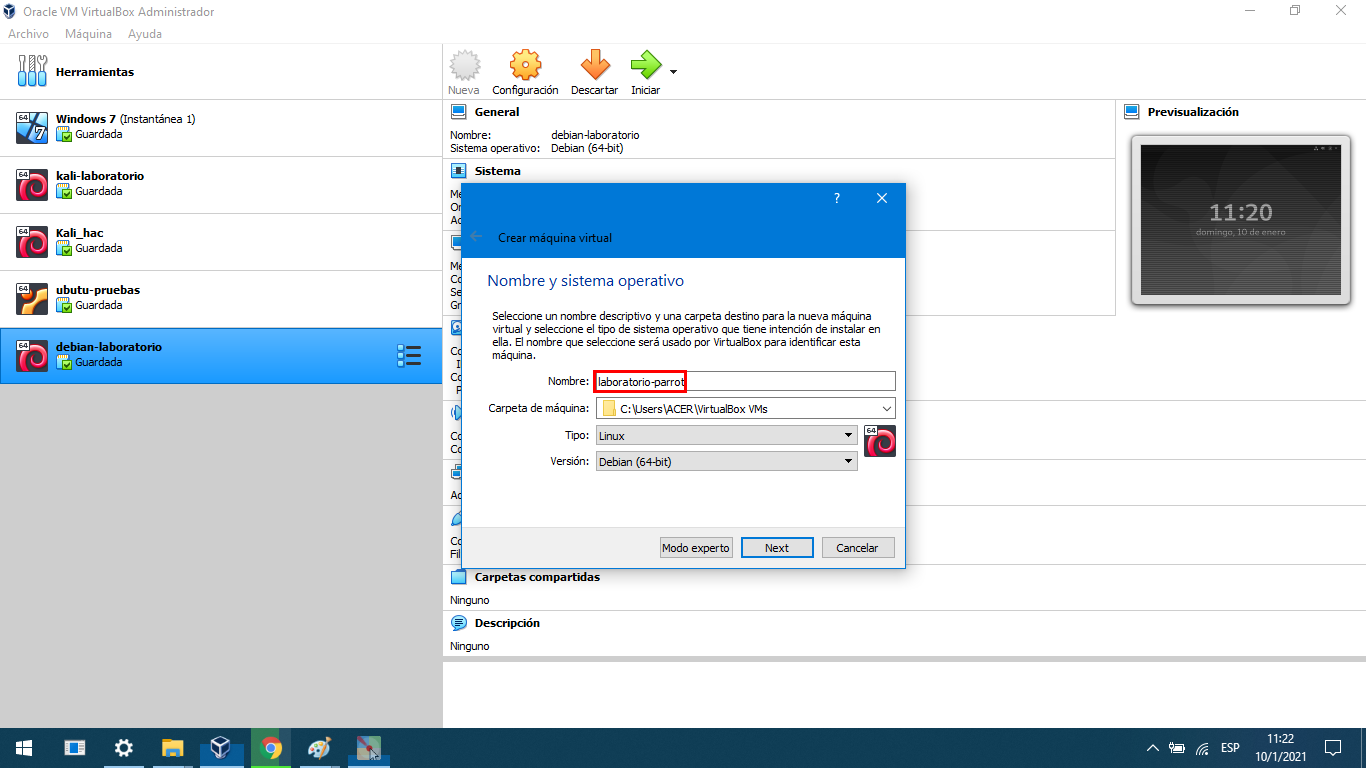 Oracle VM VirtualBox Administrador
Archivo Máquina Ayuda
Herramientas
64
Windows 7 (Instantánea 1)
Guardada
64
kali-laboratorio
Guardada
64
Kali_hac
Guardada
64
ubutu-pruebas
Guardada
64
debian-laboratorio
Guardada
Nueva Configuración Descartar Iniciar
General
Nombre: debian-laboratorio
Sistema operativo: Debian (64-bit)
Sistema
Me
Or
Ac
Me
Co
Se
Gr
Co
I
Co
P
Co
Co
Ac
Co
Fil
Carpetas compartidas
Ninguno
Descripción
Ninguno
Previsualización
11:20
domingo, 10 de enero
?
Crear máquina virtual
Nombre y sistema operativo
Seleccione un nombre descriptivo y una carpeta destino para la nueva máquina
virtual y seleccione el tipo de sistema operativo que tiene intención de instalar en
ella. El nombre que seleccione será usado por VirtualBox para identificar esta
máquina.
Nombre: laboratorio-parrot
Carpeta de máquina: C:\Users\ACER\VirtualBox VMs
Tipo: Linux
64
Versión: Debian (64-bit)
Modo experto Next Cancelar
ESP
11:22
10/1/2021